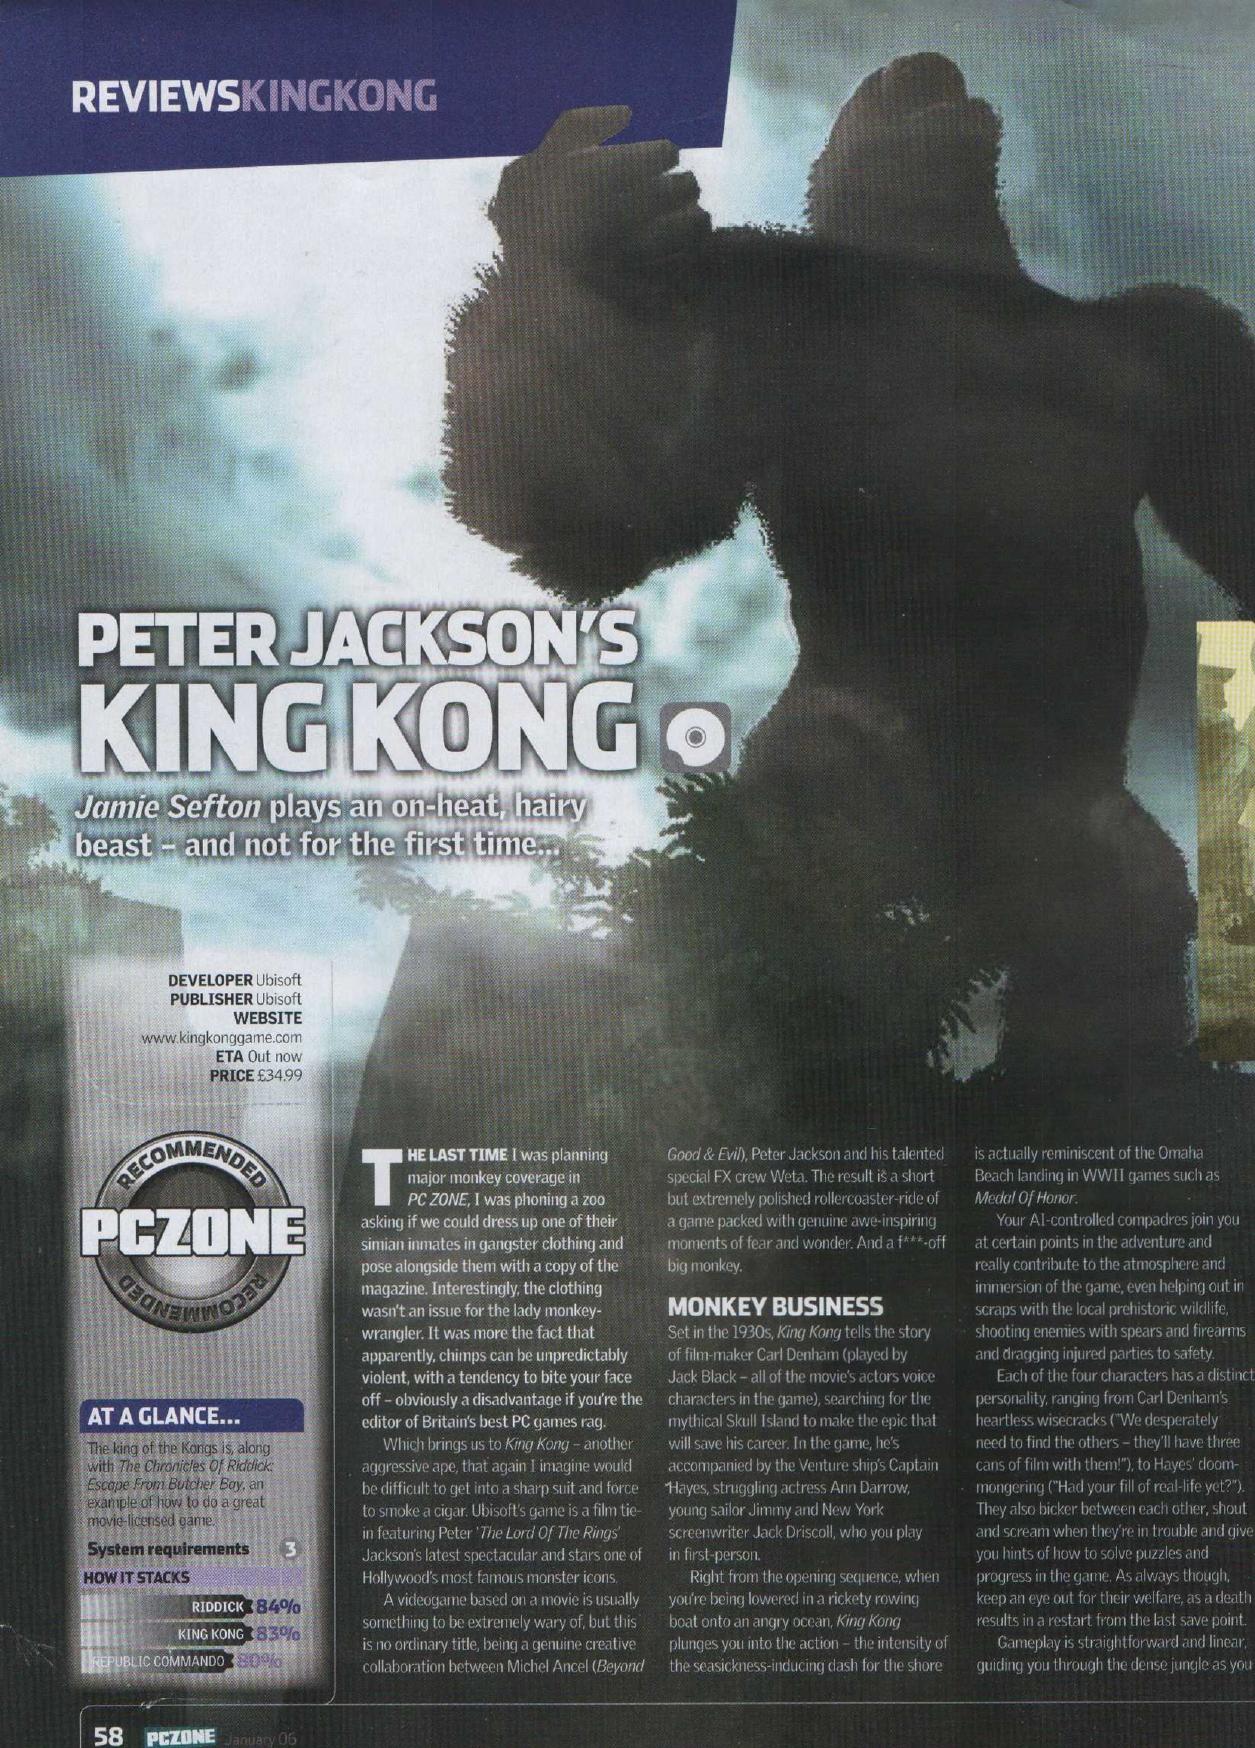 REVIEWSKINGKONG
PETER JACKSON'S
KING KONG
Jamie Sefton plays an on-heat, hairy
beast – and not for the first time...
DEVELOPER Ubisoft
PUBLISHER Ubisoft
WEBSITE
www.kingkonggame.com
ETA Out now
PRICE £34.99
RECOMMENDED
PCZONE
RECOMMENDED
AT A GLANCE...
The king of the Kongs is, along
with The Chronicles Of Riddick:
Escape From Butcher Bay, an
example of how to do a great
movie-licensed game.
System requirements 3
HOW IT STACKS
RIDDICK 84%
KING KONG 83%
REPUBLIC COMMANDO 80%
THE LAST TIME I was planning
major monkey coverage in
PC ZONE, I was phoning a zoo
asking if we could dress up one of their
simian inmates in gangster clothing and
pose alongside them with a copy of the
magazine. Interestingly, the clothing
wasn't an issue for the lady monkey-
wrangler. It was more the fact that
apparently, chimps can be unpredictably
violent, with a tendency to bite your face
off – obviously a disadvantage if you're the
editor of Britain's best PC games rag.
Which brings us to King Kong – another
aggressive ape, that again I imagine would
be difficult to get into a sharp suit and force
to smoke a cigar. Ubisoft's game is a film tie-
in featuring Peter 'The Lord Of The Rings'
Jackson's latest spectacular and stars one of
Hollywood's most famous monster icons.
A videogame based on a movie is usually
something to be extremely wary of, but this
is no ordinary title, being a genuine creative
collaboration between Michel Ancel (Beyond
Good & Evil), Peter Jackson and his talented
special FX crew Weta. The result is a short
but extremely polished rollercoaster-ride of
a game packed with genuine awe-inspiring
moments of fear and wonder. And a f***-off
big monkey.
MONKEY BUSINESS
Set in the 1930s, King Kong tells the story
of film-maker Carl Denham (played by
Jack Black – all of the movie's actors voice
characters in the game), searching for the
mythical Skull Island to make the epic that
will save his career. In the game, he's
accompanied by the Venture ship's Captain
Hayes, struggling actress Ann Darrow,
young sailor Jimmy and New York
screenwriter Jack Driscoll, who you play
in first-person.
Right from the opening sequence, when
you're being lowered in a rickety rowing
boat onto an angry ocean, King Kong
plunges you into the action – the intensity of
the seasickness-inducing dash for the shore
is actually reminiscent of the Omaha
Beach landing in WWII games such as
Medal Of Honor.
Your AI-controlled compadres join you
at certain points in the adventure and
really contribute to the atmosphere and
immersion of the game, even helping out in
scraps with the local prehistoric wildlife,
shooting enemies with spears and firearms
and dragging injured parties to safety.
Each of the four characters has a distinct
personality, ranging from Carl Denham's
heartless wisecracks ("We desperately
need to find the others – they'll have three
cans of film with them!"), to Hayes' doom-
mongering ("Had your fill of real-life yet?").
They also bicker between each other, shout
and scream when they're in trouble and give
you hints of how to solve puzzles and
progress in the game. As always though,
keep an eye out for their welfare, as a death
results in a restart from the last save point.
Gameplay is straightforward and linear,
guiding you through the dense jungle as you
58 PCZONE January 06